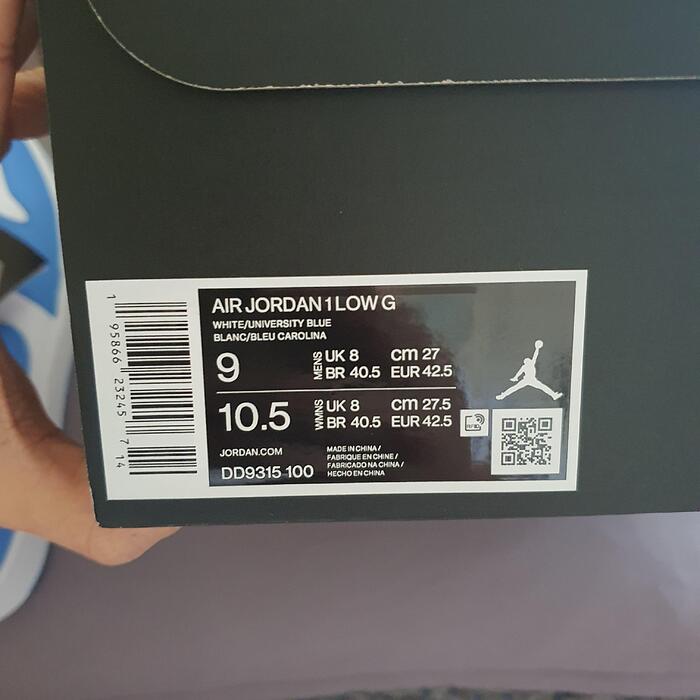 AIR JORDAN 1 LOW G
WHITE/UNIVERSITY BLUE
BLANC/BLEU CAROLINA
9
MENS
UK 8 cm 27
BR 40.5 EUR 42.5
10.5
WMNS
UK 8 cm 27.5
BR 40.5 EUR 42.5
JORDAN.COM
DD9315 100
MADE IN CHINA /
FABRIQUE EN CHINE /
FABRICADO NA CHINA /
HECHO EN CHINA
1 95866 23245 7 14